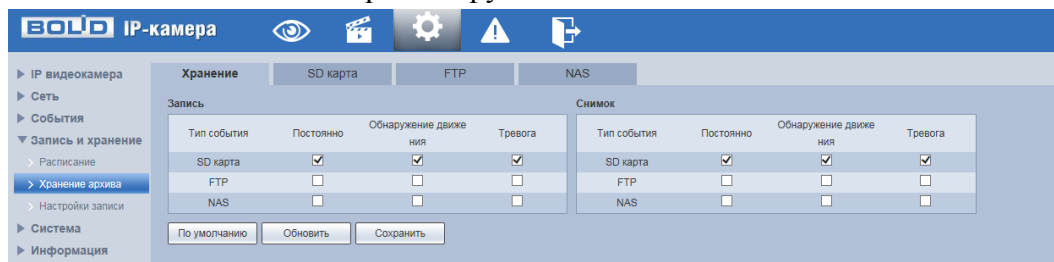 BOLID IP-камера
IP видеокамера
Сеть
События
Запись и хранение
Расписание
Хранение архива
Настройки записи
Система
Информация
Хранение SD карта FTP NAS
Запись
Тип события Постоянно Обнаружение движе
ния Тревога
SD карта
FTP
NAS
Снимок
Тип события Постоянно Обнаружение движе
ния Тревога
SD карта
FTP
NAS
По умолчанию Обновить Сохранить